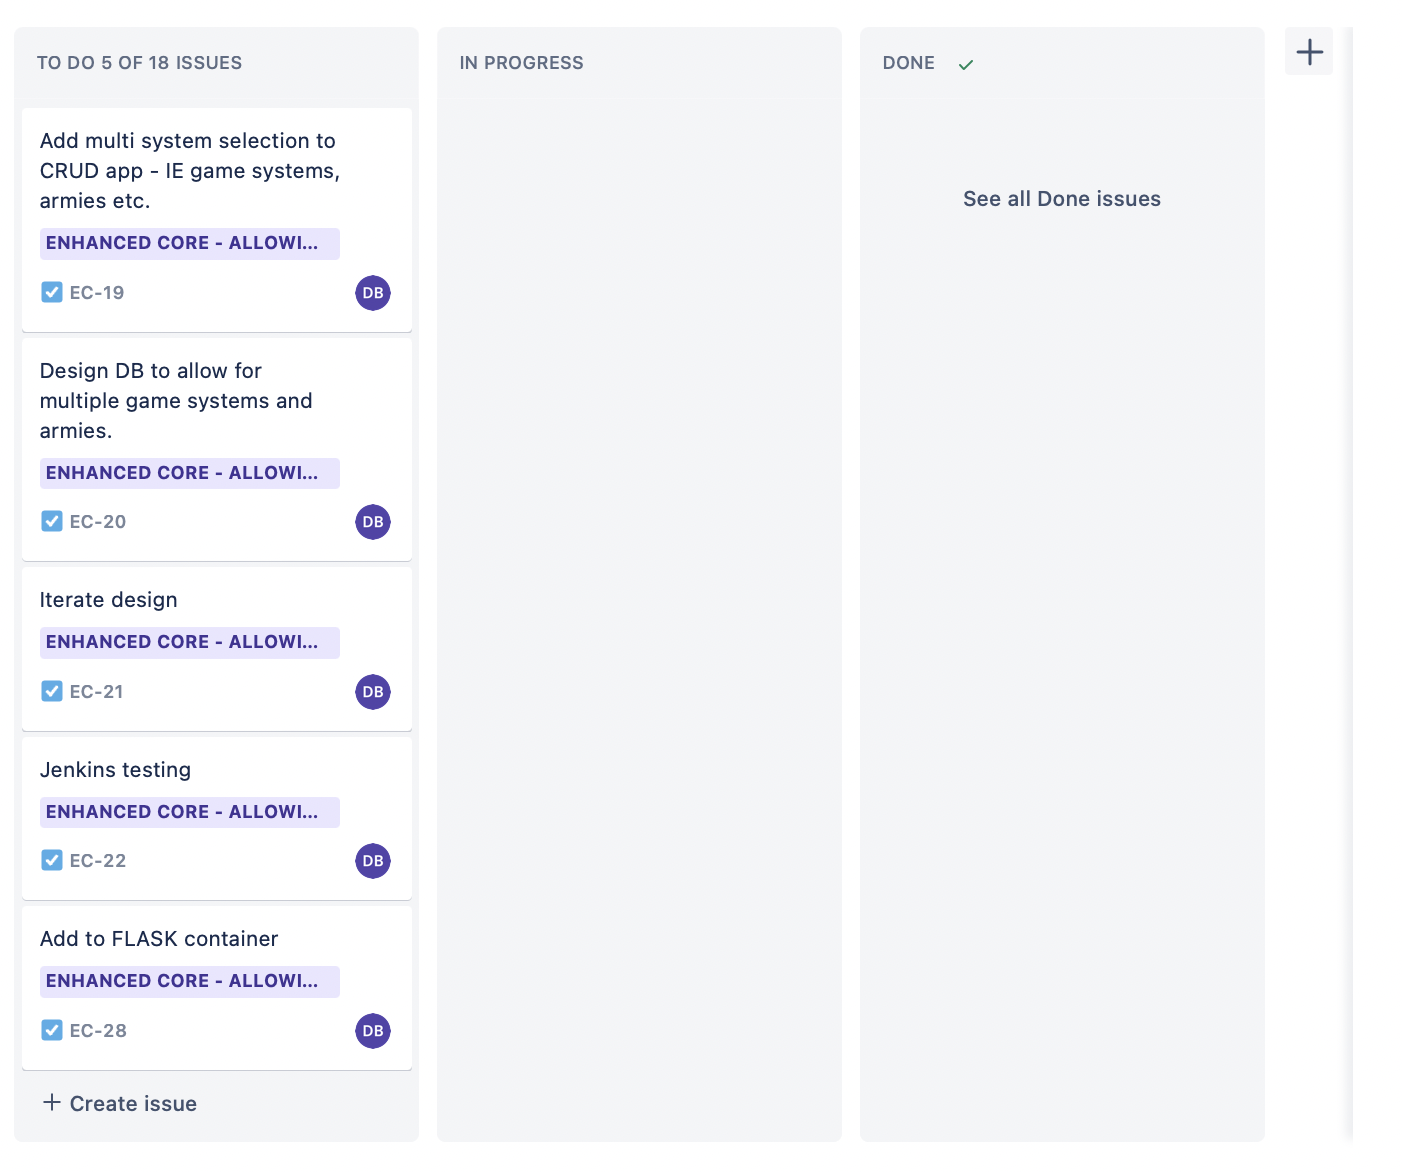 TO DO 5 OF 18 ISSUES
Add multi system selection to
CRUD app - IE game systems,
armies etc.
ENHANCED CORE - ALLOWI...
EC-19
DB
Design DB to allow for
multiple game systems and
armies.
ENHANCED CORE - ALLOWI...
EC-20
DB
Iterate design
ENHANCED CORE - ALLOWI...
EC-21
DB
Jenkins testing
ENHANCED CORE - ALLOWI...
EC-22
DB
Add to FLASK container
ENHANCED CORE - ALLOWI...
EC-28
DB
Create issue
IN PROGRESS
DONE
See all Done issues